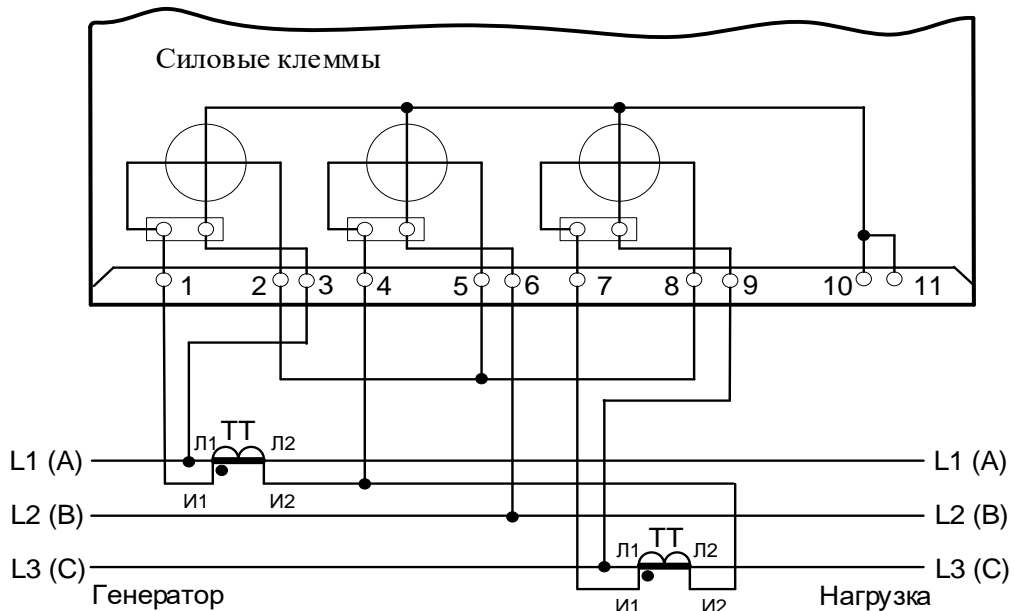 Силовые клеммы
1 2 3 4 5 6 7 8 9 10 11
Л1 ТТ Л2
L1 (A) L1 (A)
И1 И2
L2 (B) L2 (B)
Л1 ТТ Л2
L3 (C) L3 (C)
Генератор И1 И2 Нагрузка